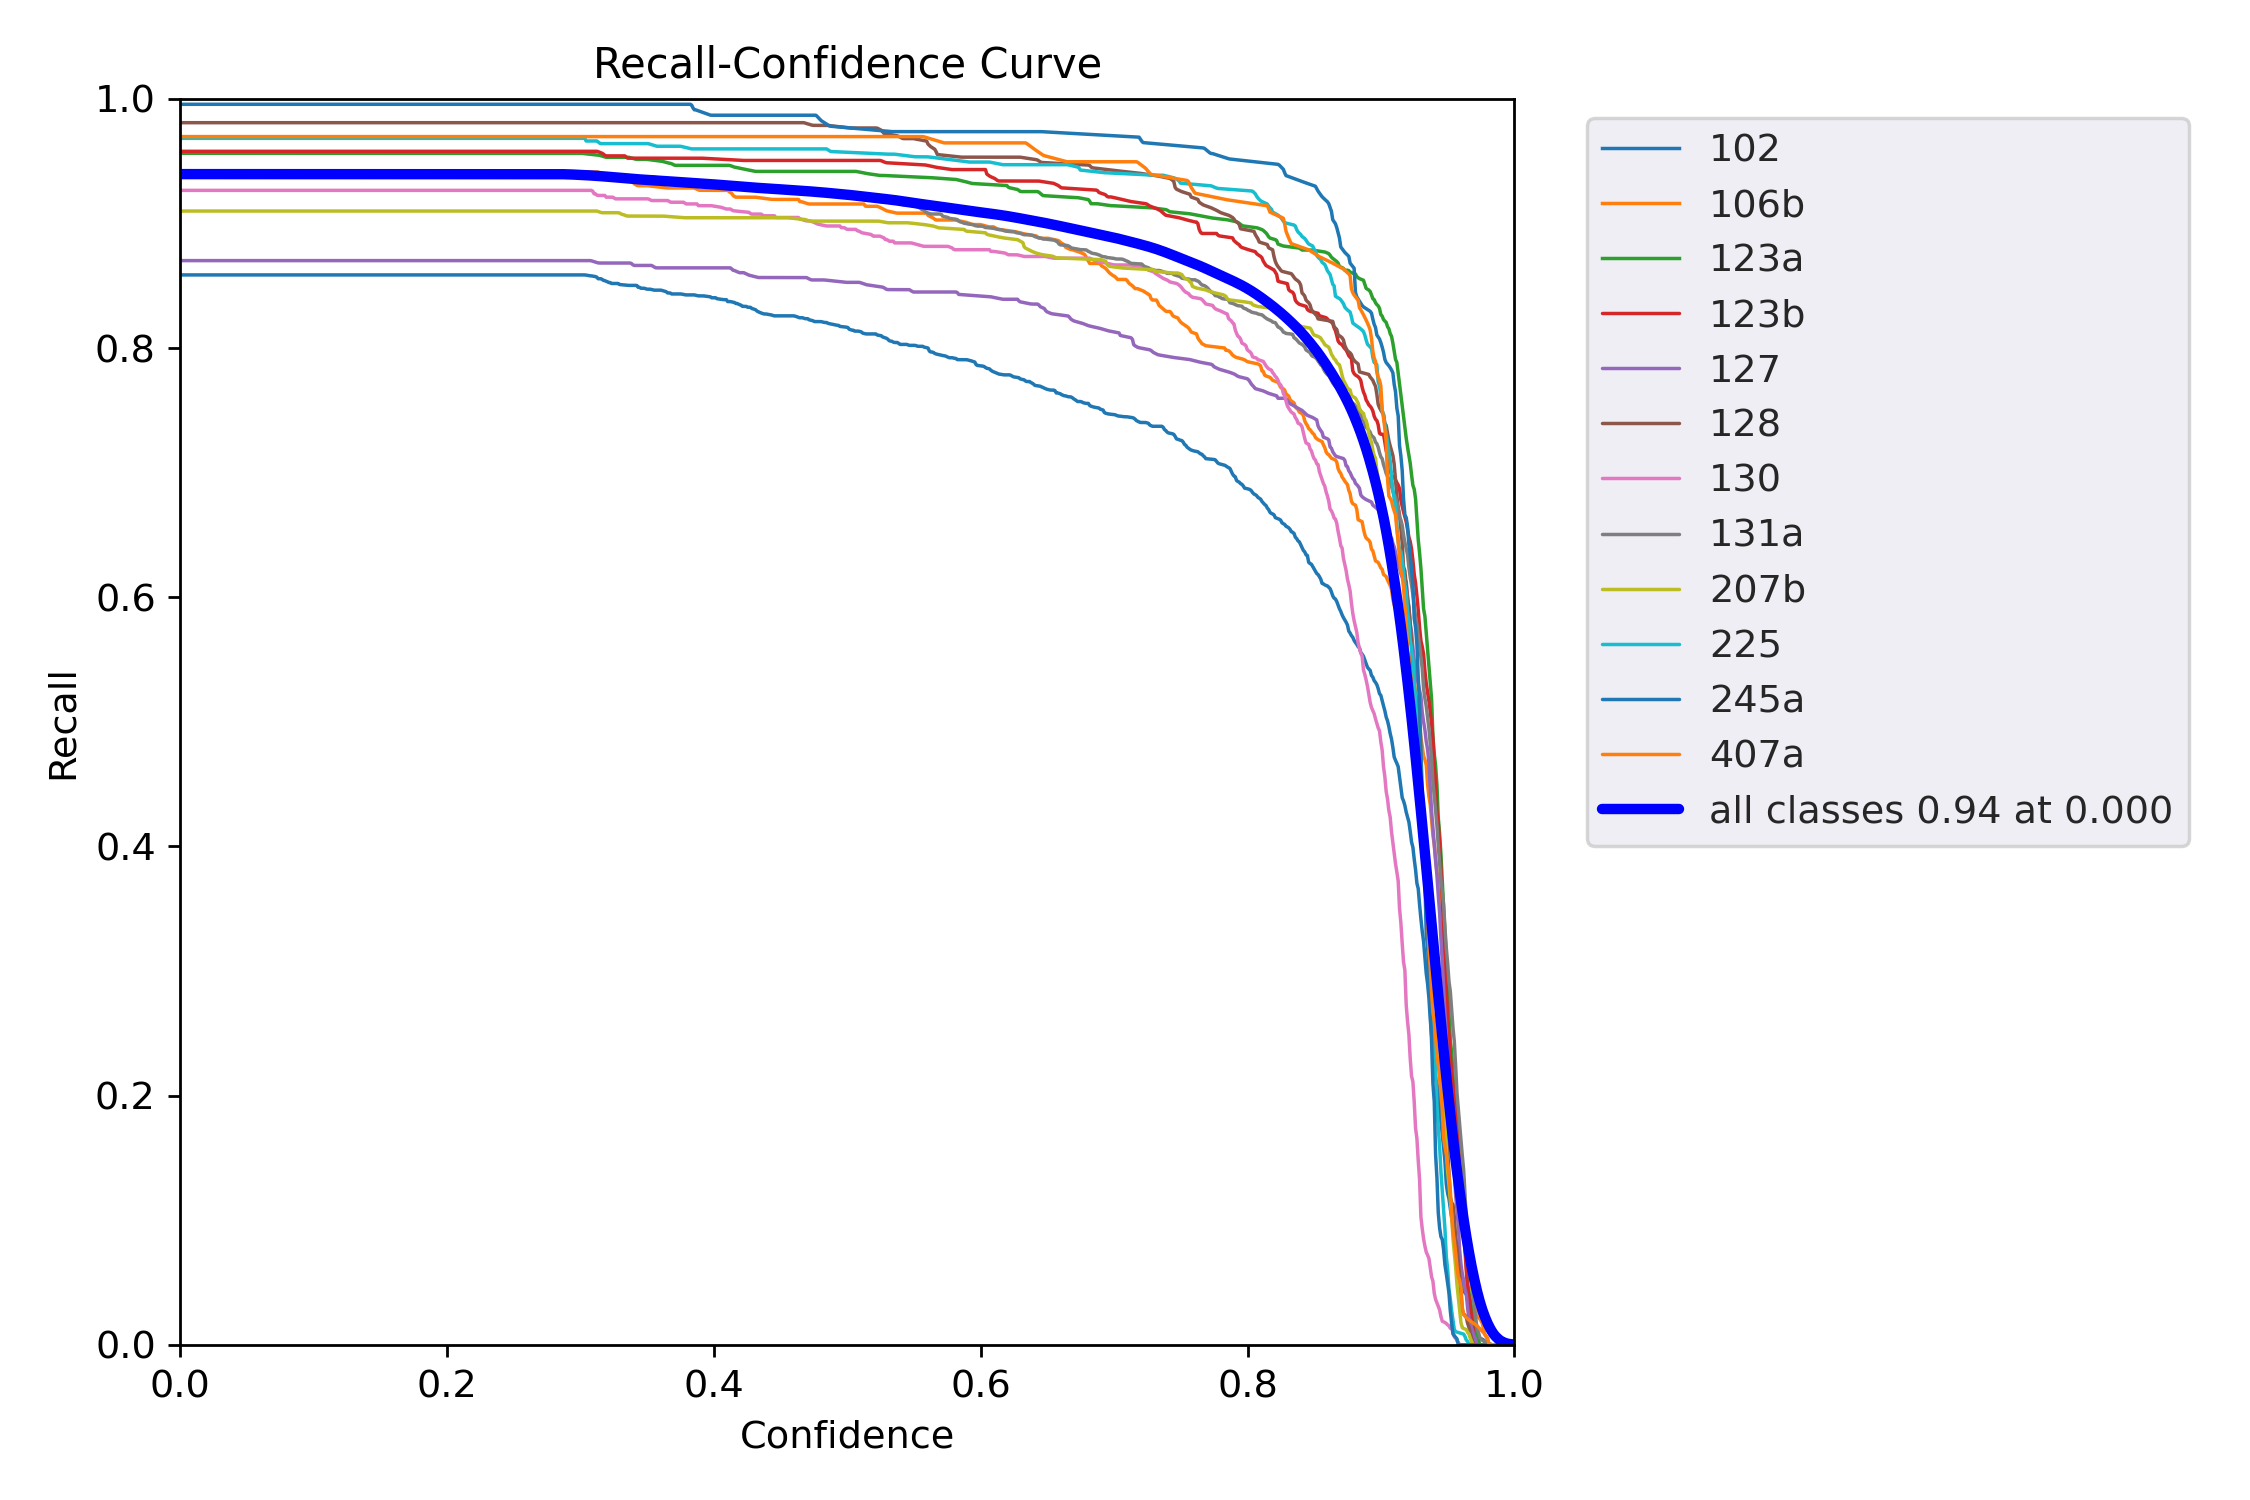 Recall-Confidence Curve
1.0
0.8
0.6
0.4
0.2
0.0
Recall
0.0 0.2 0.4 0.6 0.8 1.0
Confidence
102
106b
123a
123b
127
128
130
131a
207b
225
245a
407a
all classes 0.94 at 0.000